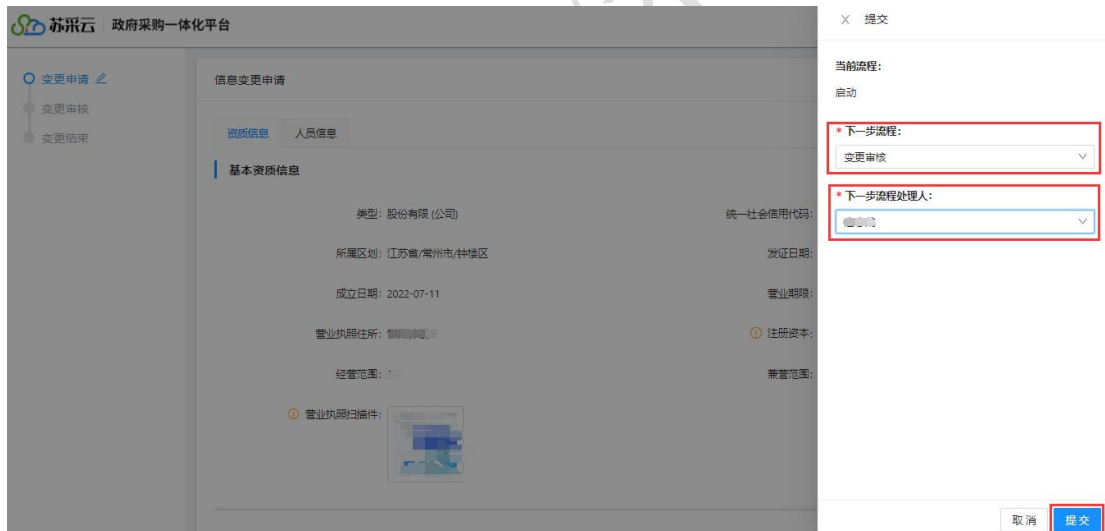 苏采云 政府采购一体化平台
变更申请
变更审核
变更结束
信息变更申请
资质信息 人员信息
基本资质信息
类型: 股份有限 (公司) 统一社会信用代码:
所属区划: 江苏省/常州市/钟楼区 发证日期:
成立日期: 2022-07-11 营业期限:
营业执照住所: 注册资本:
经营范围: 兼营范围:
营业执照扫描件:
× 提交
当前流程:
启动
* 下一步流程:
变更审核
* 下一步流程处理人:
取消 提交